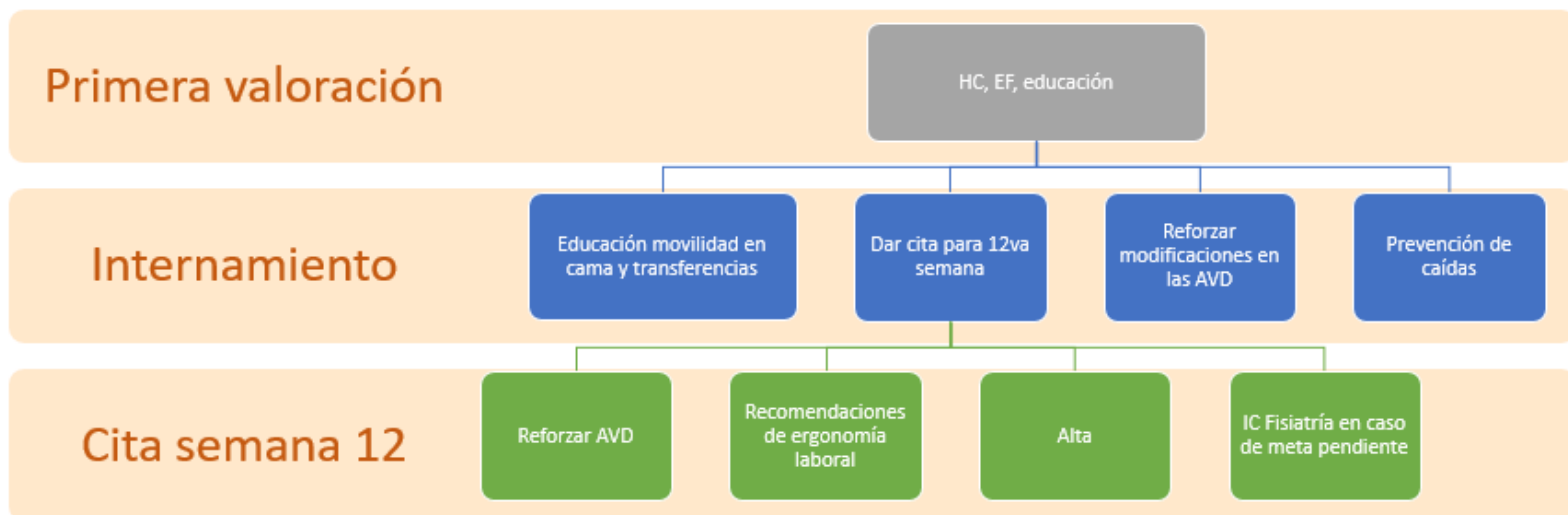 Primera valoración
HC, EF, educación
Internamiento
Educación movilidad en
cama y transferencias
Dar cita para 12va
semana
Reforzar
modificaciones en
las AVD
Prevención de
caídas
Cita semana 12
Reforzar AVD
Recomendaciones
de ergonomía
laboral
Alta
IC Fisiatría en caso
de meta pendiente